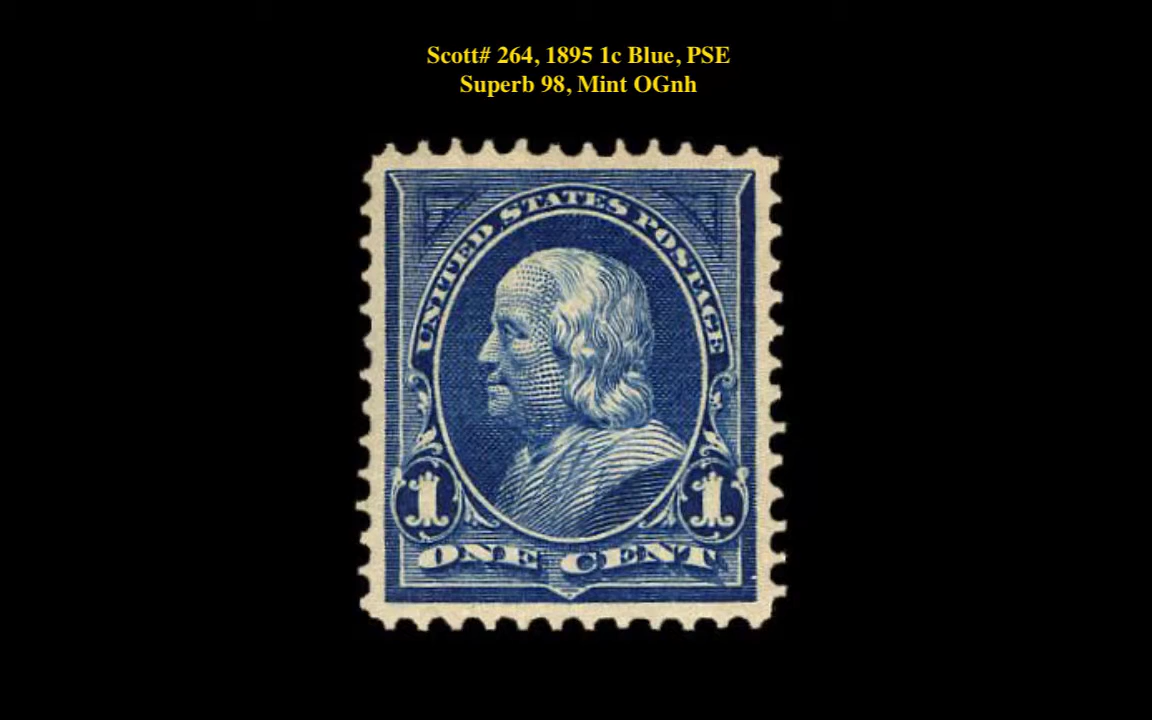 Scott# 264, 1895 1c Blue, PSE
Superb 98, Mint OGnh
UNITED STATES POSTAGE
1 1
ONE CENT